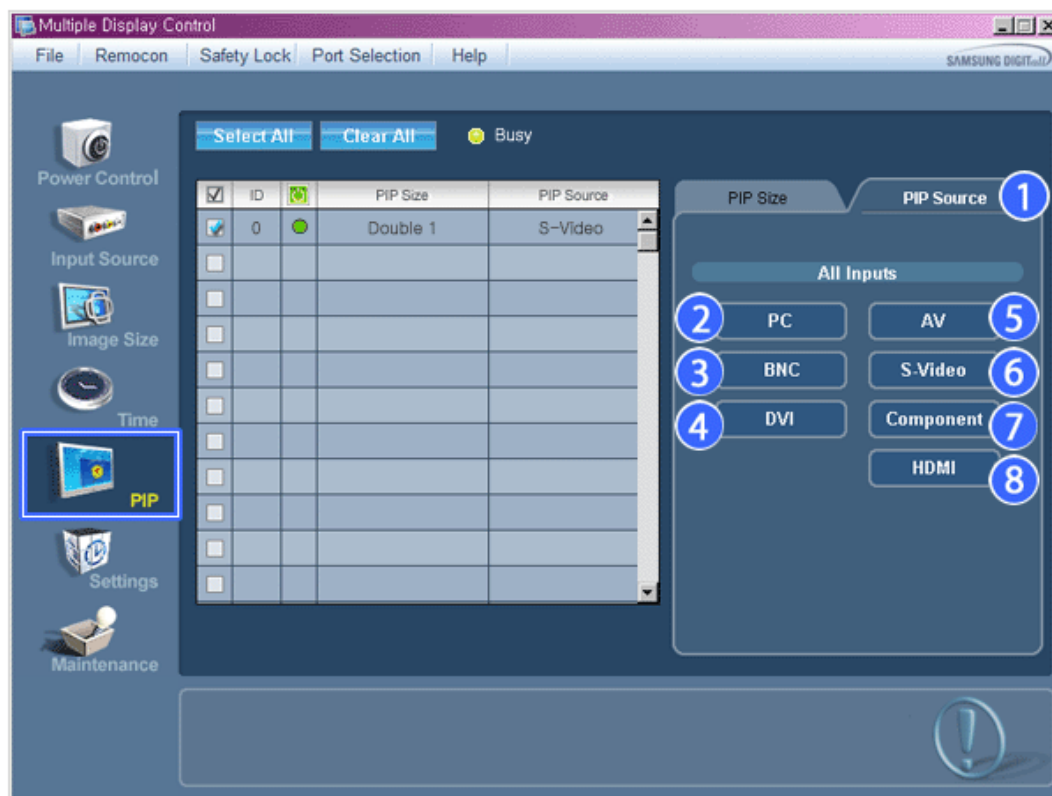 Multiple Display Control
File Remocon Safety Lock Port Selection Help
SAMSUNG DIGITall
Select All Clear All Busy
Power Control
Input Source
Image Size
Time
PIP
Settings
Maintenance
ID PIP Size PIP Source
0 Double 1 S-Video
PIP Size PIP Source 1
All Inputs
2 PC AV 5
3 BNC S-Video 6
4 DVI Component 7
HDMI 8